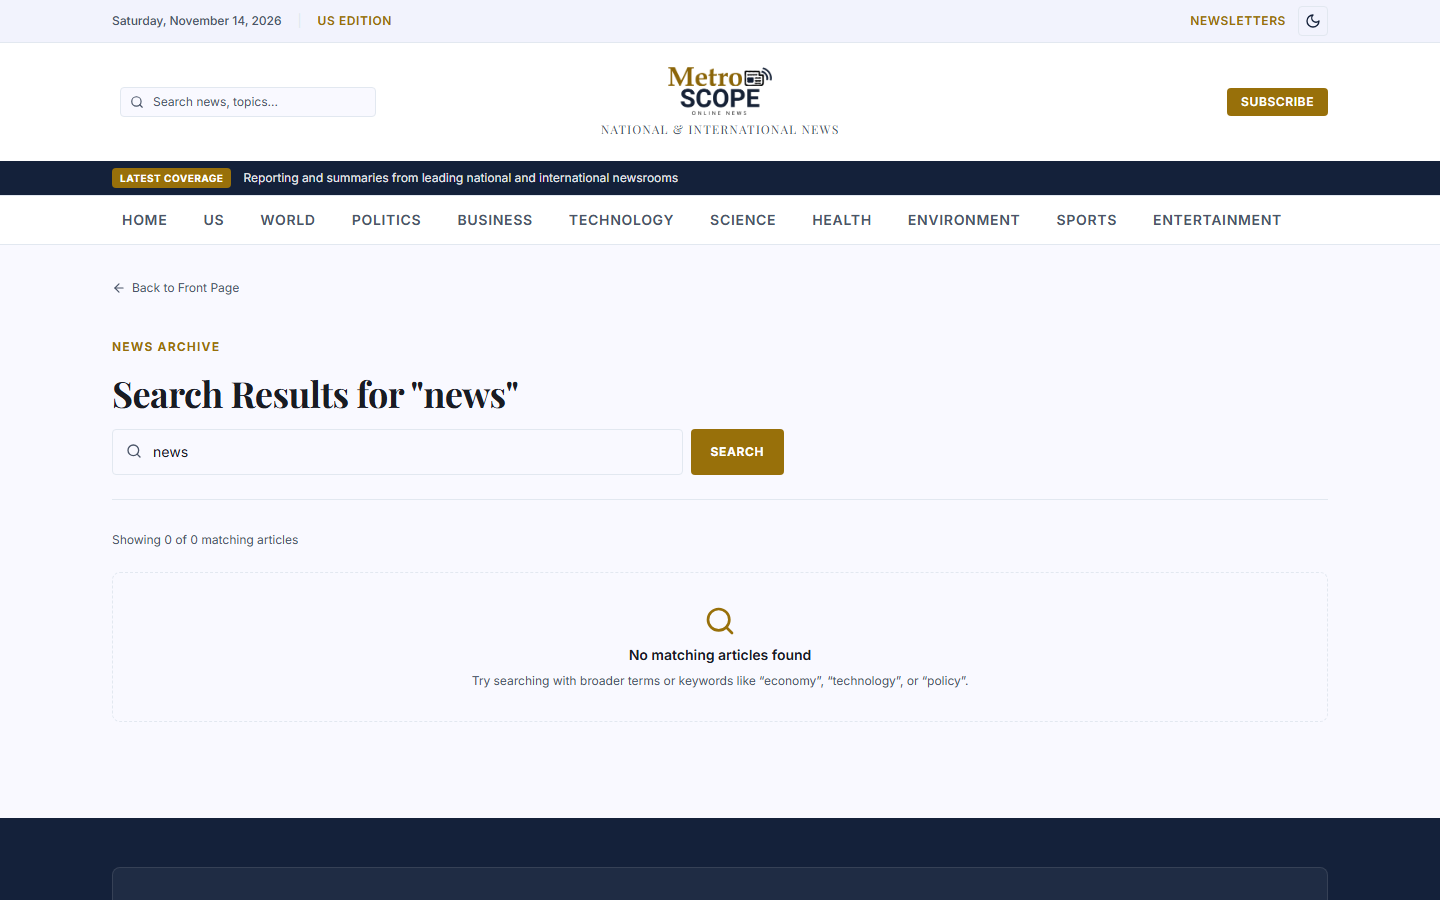 Saturday, November 14, 2026
US EDITION
NEWSLETTERS
Search news, topics...
Metro
SCOPE
ONLINE NEWS
NATIONAL & INTERNATIONAL NEWS
SUBSCRIBE
LATEST COVERAGE
Reporting and summaries from leading national and international newsrooms
HOME US WORLD POLITICS BUSINESS TECHNOLOGY SCIENCE HEALTH ENVIRONMENT SPORTS ENTERTAINMENT
Back to Front Page
NEWS ARCHIVE
Search Results for "news"
news
SEARCH
Showing 0 of 0 matching articles
No matching articles found
Try searching with broader terms or keywords like “economy”, “technology”, or “policy”.